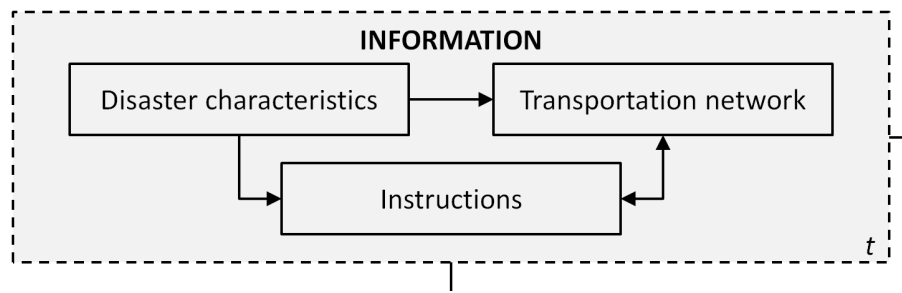 INFORMATION
Disaster characteristics
Transportation network
Instructions
t